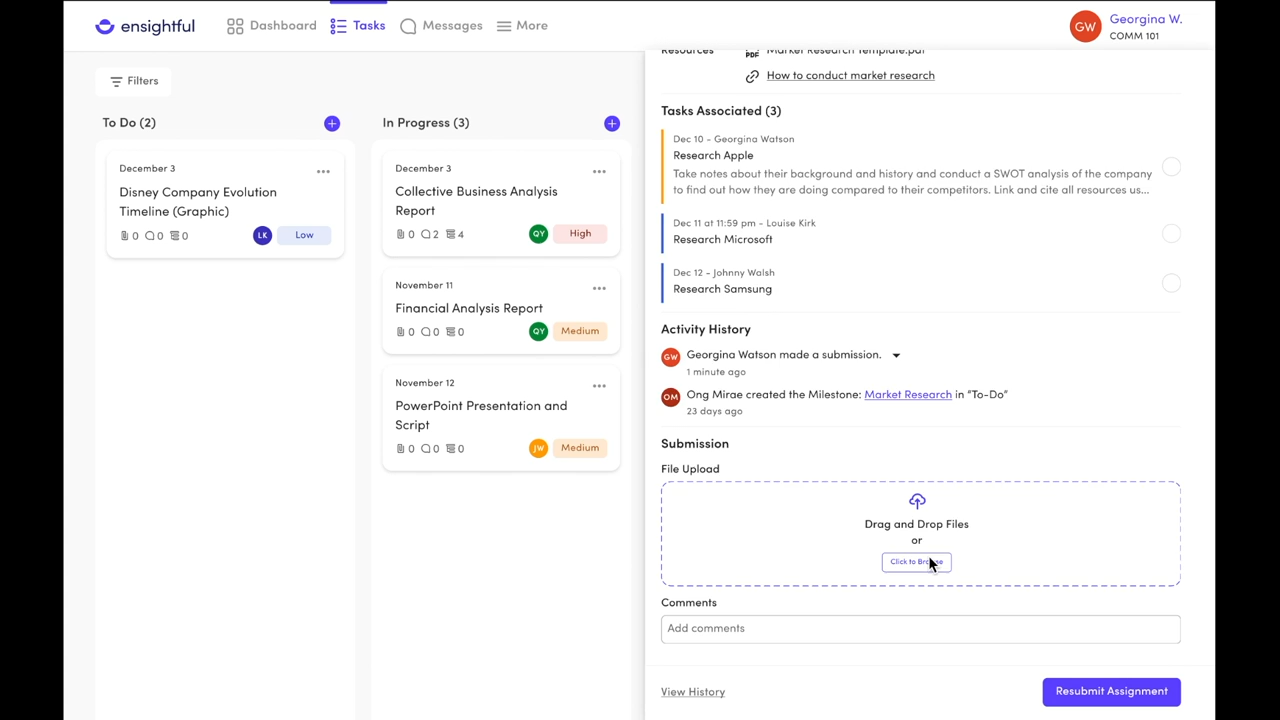 ensightful
Dashboard
Tasks
Messages
More
GW
Georgina W.
COMM 101
Filters
To Do (2)
December 3
Disney Company Evolution
Timeline (Graphic)
0 0 0
LK
Low
In Progress (3)
December 3
Collective Business Analysis
Report
0 2 4
QY
High
November 11
Financial Analysis Report
0 0 0
QY
Medium
November 12
PowerPoint Presentation and
Script
0 0 0
JW
Medium
Resources
PDF
Market Research Template.pdf
How to conduct market research
Tasks Associated (3)
Dec 10 - Georgina Watson
Research Apple
Take notes about their background and history and conduct a SWOT analysis of the company
to find out how they are doing compared to their competitors. Link and cite all resources us...
Dec 11 at 11:59 pm - Louise Kirk
Research Microsoft
Dec 12 - Johnny Walsh
Research Samsung
Activity History
GW
Georgina Watson made a submission.
1 minute ago
OM
Ong Mirae created the Milestone: Market Research in “To-Do”
23 days ago
Submission
File Upload
Drag and Drop Files
or
Click to Browse
Comments
Add comments
View History
Resubmit Assignment